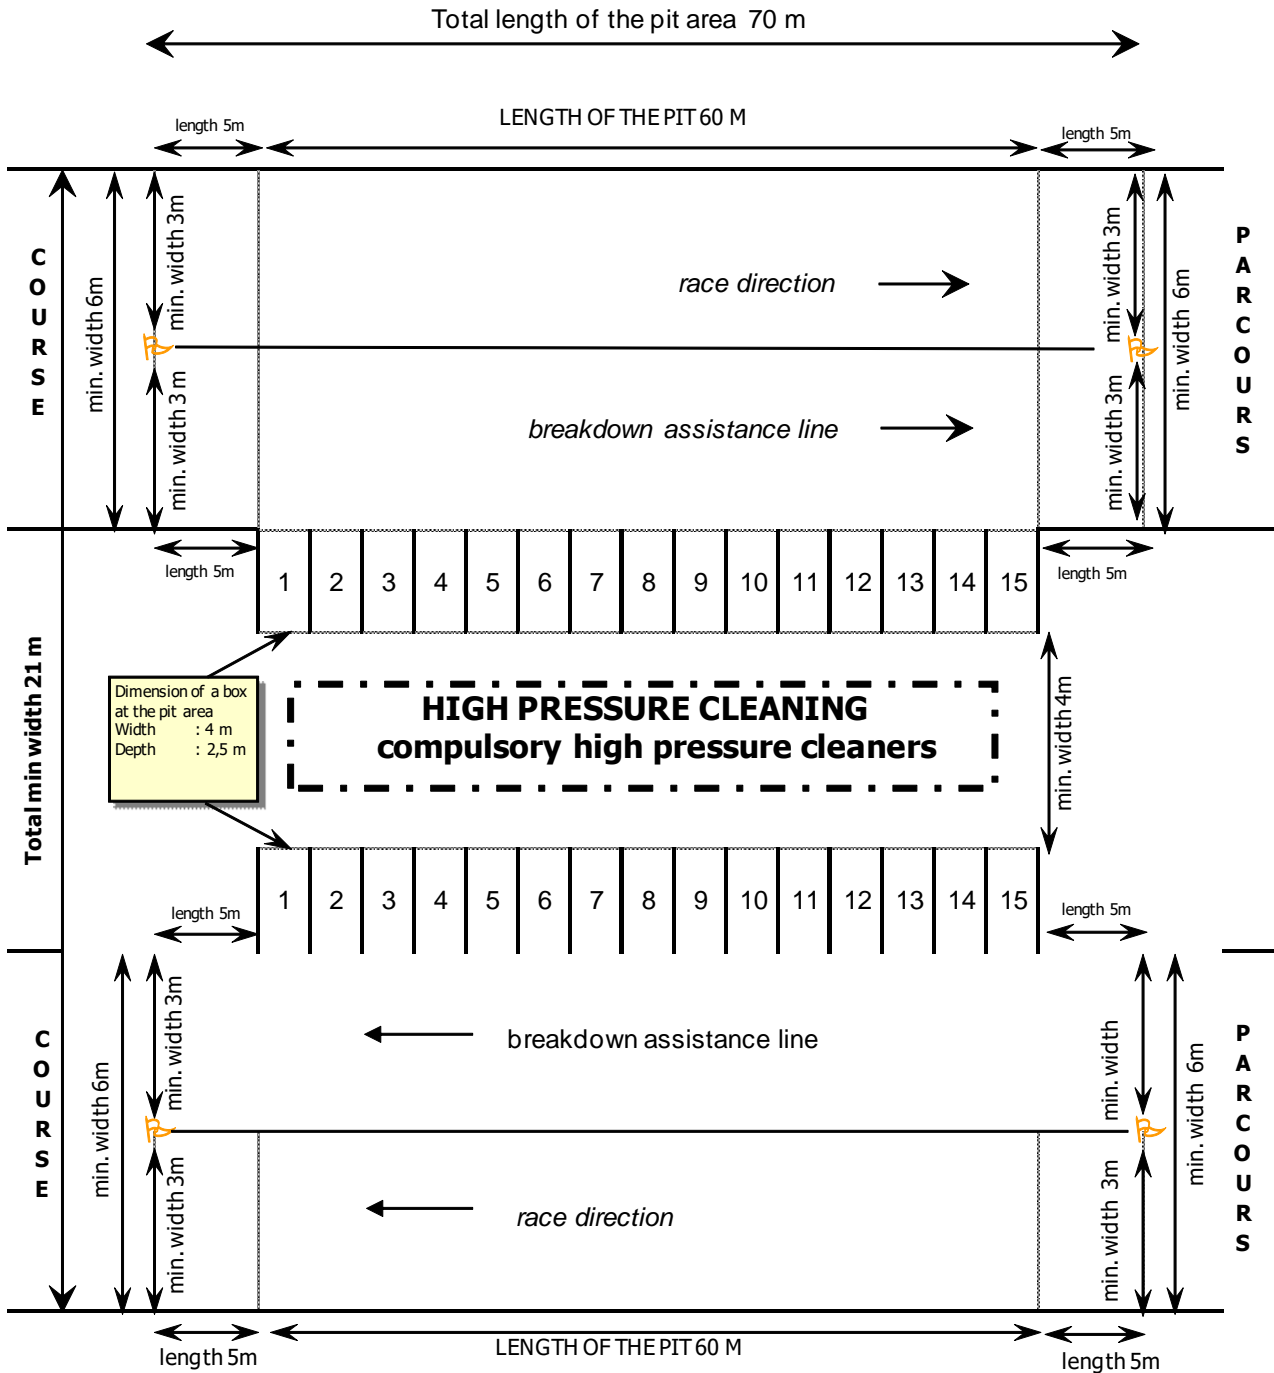 Total length of the pit area 70 m
LENGTH OF THE PIT 60 M
length 5m
length 5m
COURSE
min. width 6m
min. width 3m
min. width 3 m
race direction
breakdown assistance line
min. width 3m
min. width 3m
min. width 6m
PARCOURS
length 5m
length 5m
1 2 3 4 5 6 7 8 9 10 11 12 13 14 15
Total min width 21 m
Dimension of a box
at the pit area
Width : 4 m
Depth : 2,5 m
HIGH PRESSURE CLEANING
compulsory high pressure cleaners
min. width 4m
1 2 3 4 5 6 7 8 9 10 11 12 13 14 15
length 5m
length 5m
COURSE
min. width 6m
min. width 3m
min. width 3m
breakdown assistance line
race direction
min. width
min. width 3m
min. width 6m
PARCOURS
length 5m
LENGTH OF THE PIT 60 M
length 5m